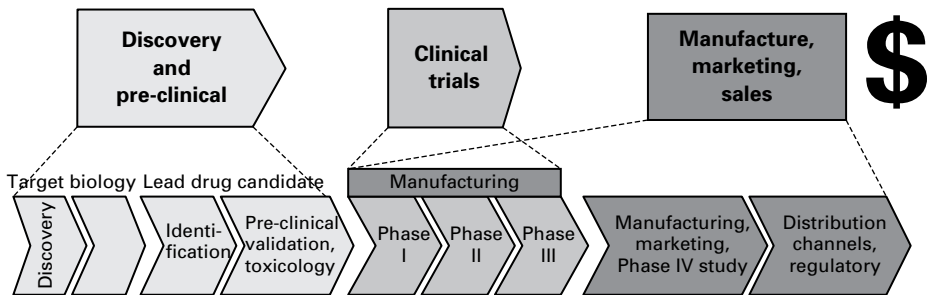 Discovery
and
pre-clinical
Clinical
trials
Manufacture,
marketing,
sales
$
Target biology Lead drug candidate
Manufacturing
Discovery
Identi-
fication
Pre-clinical
validation,
toxicology
Phase
I
Phase
II
Phase
III
Manufacturing,
marketing,
Phase IV study
Distribution
channels,
regulatory